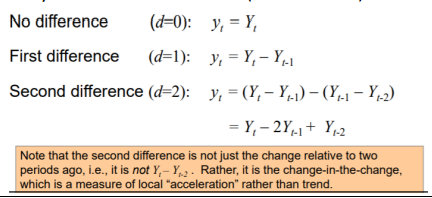 No difference (d=0): yₜ = Yₜ
First difference (d=1): yₜ = Yₜ – Yₜ₋₁
Second difference (d=2): yₜ = (Yₜ – Yₜ₋₁) – (Yₜ₋₁ – Yₜ₋₂)
= Yₜ – 2Yₜ₋₁ + Yₜ₋₂
Note that the second difference is not just the change relative to two
periods ago, i.e., it is not Yₜ – Yₜ₋₂ . Rather, it is the change-in-the-change,
which is a measure of local “acceleration” rather than trend.